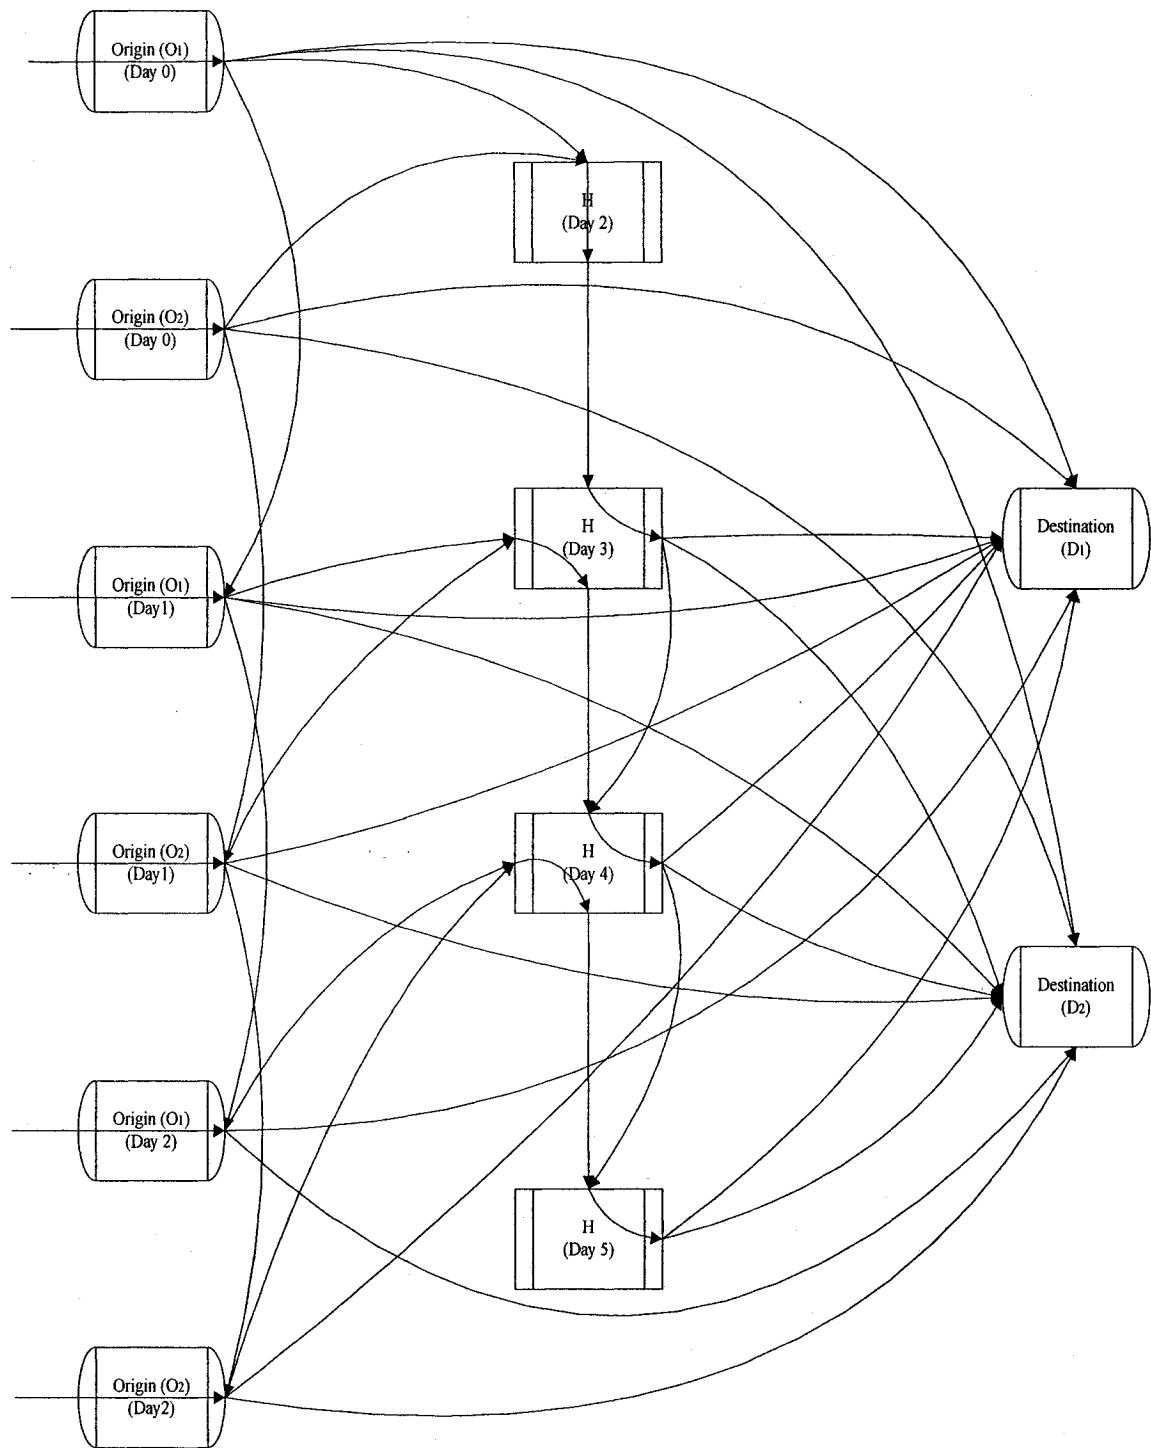 Origin (O1)
(Day 0)
H
(Day 2)
Origin (O2)
(Day 0)
H
(Day 3)
Destination
(D1)
Origin (O1)
(Day1)
Origin (O2)
(Day1)
H
(Day 4)
Destination
(D2)
Origin (O1)
(Day 2)
H
(Day 5)
Origin (O2)
(Day2)